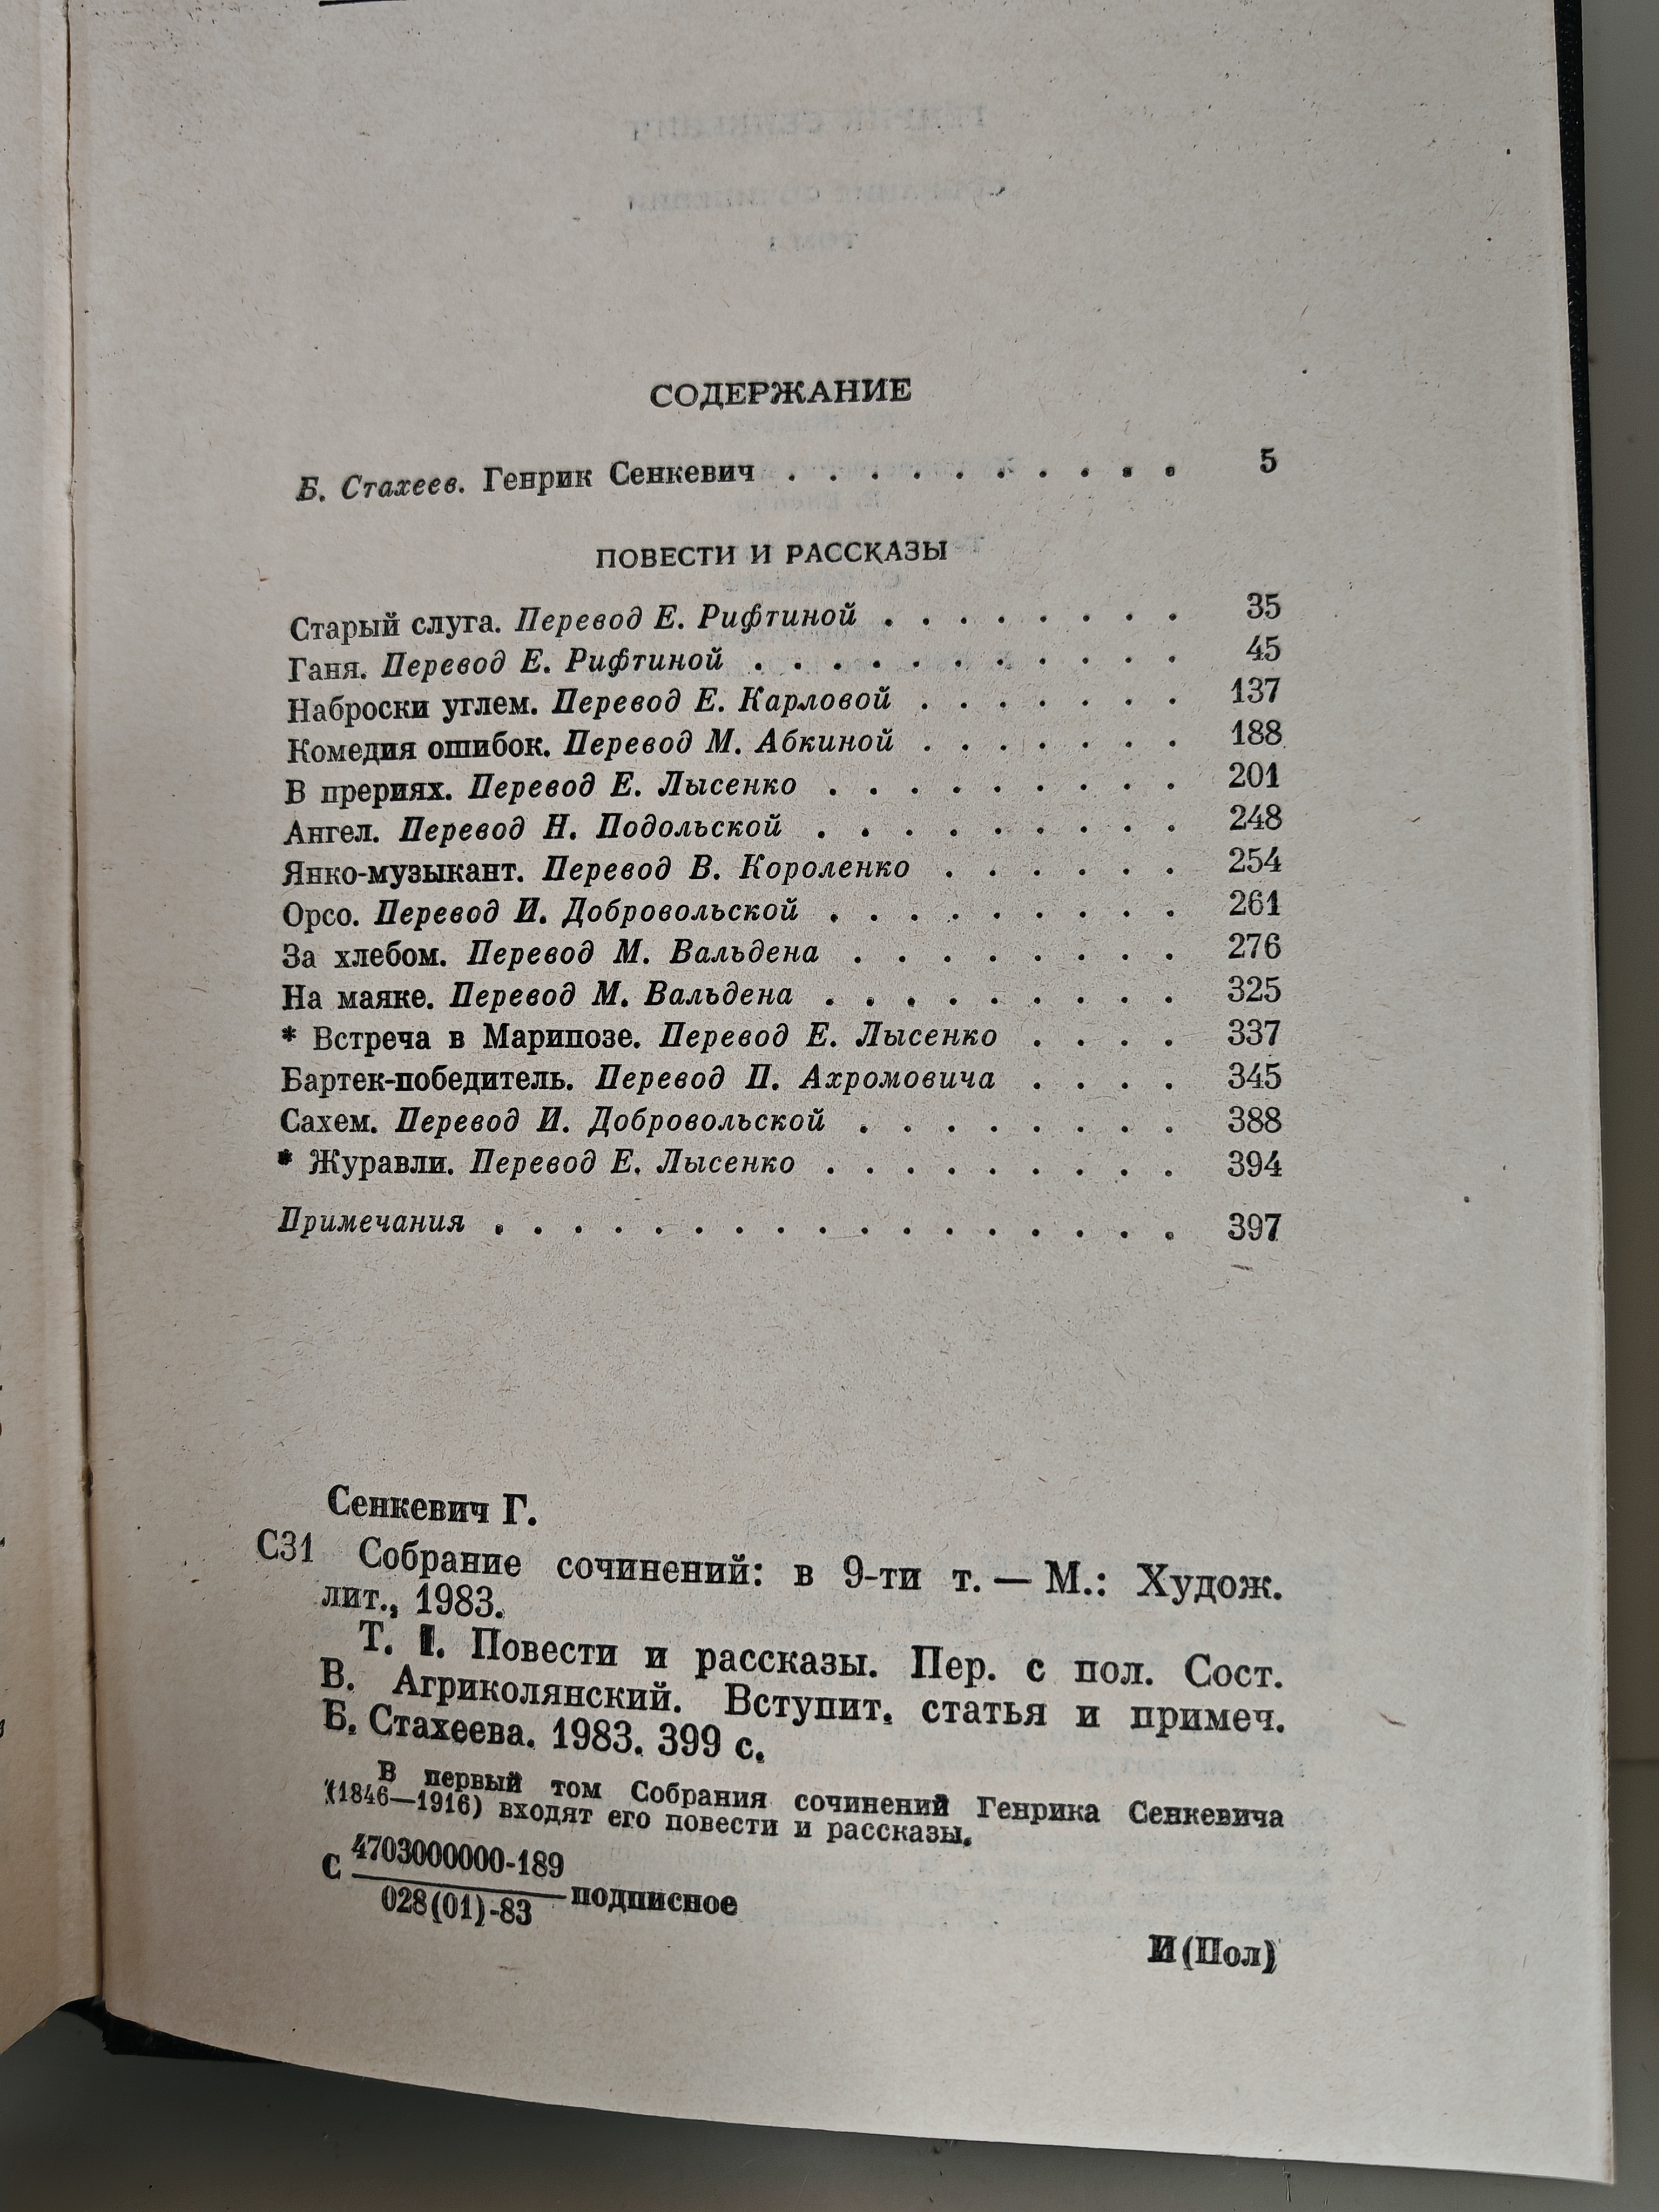 СОДЕРЖАНИЕ
Б. Стахеев. Генрик Сенкевич . . . . . . . . . . 5
ПОВЕСТИ И РАССКАЗЫ
Старый слуга. Перевод Е. Рифтиной . . . . . . . . 35
Ганя. Перевод Е. Рифтиной . . . . . . . . . . . 45
Наброски углем. Перевод Е. Карловой . . . . . . . 137
Комедия ошибок. Перевод М. Абкиной . . . . . . . 188
В прериях. Перевод Е. Лысенко . . . . . . . . . 201
Ангел. Перевод Н. Подольской . . . . . . . . . 248
Янко-музыкант. Перевод В. Короленко . . . . . . 254
Орсо. Перевод И. Добровольской . . . . . . . . . 261
За хлебом. Перевод М. Вальдена . . . . . . . . 276
На маяке. Перевод М. Вальдена . . . . . . . . . 325
* Встреча в Марипозе. Перевод Е. Лысенко . . . . 337
Бартек-победитель. Перевод П. Ахромовича . . . . 345
Сахем. Перевод И. Добровольской . . . . . . . . 388
* Журавли. Перевод Е. Лысенко . . . . . . . . . 394
Примечания . . . . . . . . . . . . . . . . . 397
Сенкевич Г.
С31 Собрание сочинений: в 9-ти т. — М.: Худож.
лит., 1983.
Т. 1. Повести и рассказы. Пер. с пол. Сост.
В. Агриколянский. Вступит. статья и примеч.
Б. Стахеева. 1983. 399 с.
В первый том Собрания сочинений Генрика Сенкевича
(1846—1916) входят его повести и рассказы.
С 4703000000-189
028(01)-83 подписное
И(Пол)